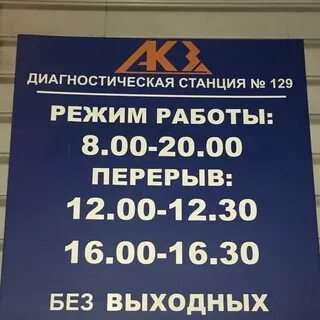 АКЗ
ДИАГНОСТИЧЕСКАЯ СТАНЦИЯ № 129
РЕЖИМ РАБОТЫ:
8.00-20.00
ПЕРЕРЫВ:
12.00-12.30
16.00-16.30
БЕЗ ВЫХОДНЫХ